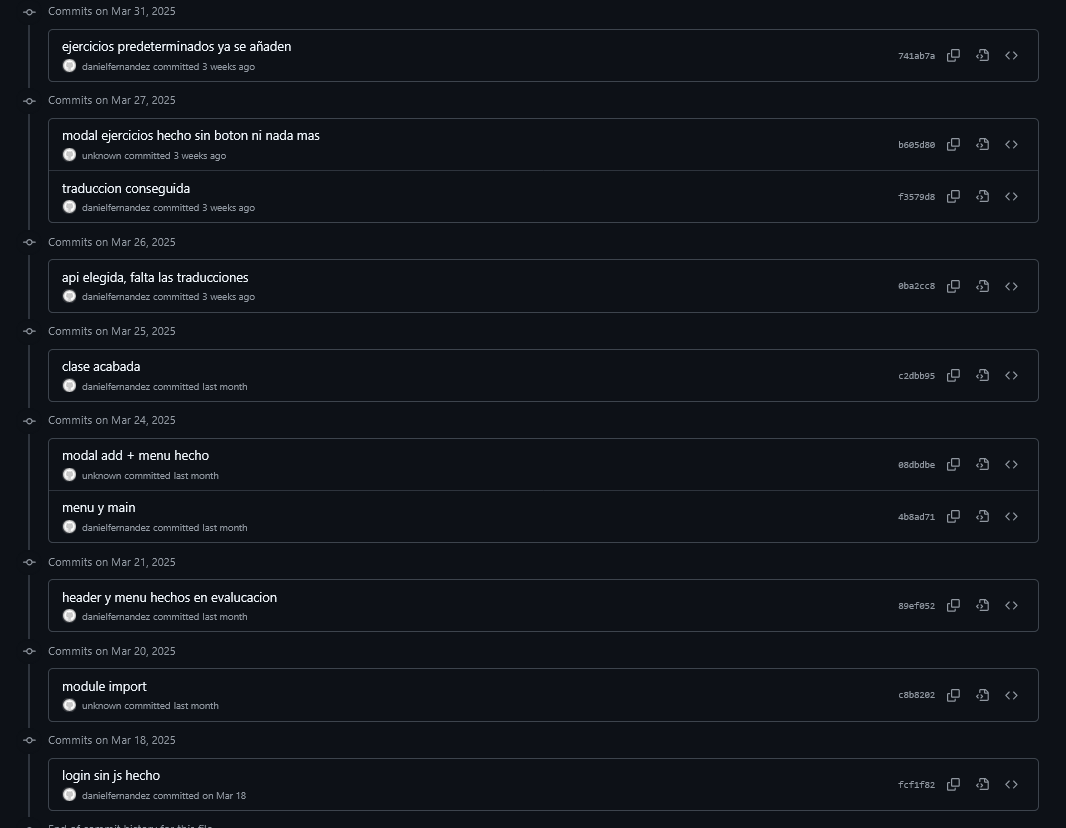 Commits on Mar 31, 2025
ejercicios predeterminados ya se añaden
danielfernandez committed 3 weeks ago
741ab7a
Commits on Mar 27, 2025
modal ejercicios hecho sin boton ni nada mas
unknown committed 3 weeks ago
b605d80
traduccion conseguida
danielfernandez committed 3 weeks ago
f3579d8
Commits on Mar 26, 2025
api elegida, falta las traducciones
danielfernandez committed 3 weeks ago
0ba2cc8
Commits on Mar 25, 2025
clase acabada
danielfernandez committed last month
c2dbb95
Commits on Mar 24, 2025
modal add + menu hecho
unknown committed last month
08dbdbe
menu y main
danielfernandez committed last month
4b8ad71
Commits on Mar 21, 2025
header y menu hechos en evalucacion
danielfernandez committed last month
89ef052
Commits on Mar 20, 2025
module import
unknown committed last month
c8b8202
Commits on Mar 18, 2025
login sin js hecho
danielfernandez committed on Mar 18
fcf1f82
End of commit history for this file